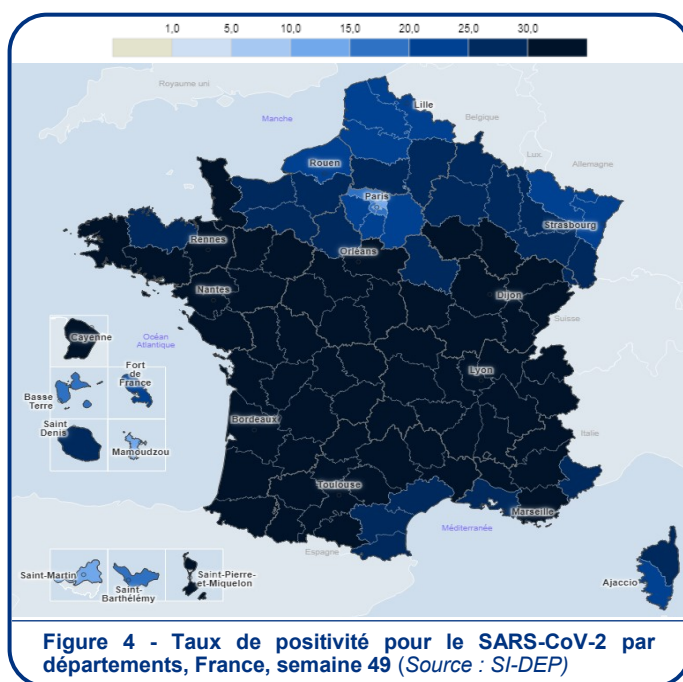 1,0 5,0 10,0 15,0 20,0 25,0 30,0
Royaume uni
Lille
Manche
Belgique
Rouen
Lux.
Allemagne
Paris
Strasbourg
Rennes
Orléans
Nantes
Dijon
Suisse
Cayenne
Océan
Atlantique
Fort
de
France
Lyon
Basse
Terre
Bordeaux
Saint
Denis
Italie
Mamoudzou
Toulouse
Marseille
Méditerranée
Espagne
Saint-Martin
Saint-
Barthélémy
Saint-Pierre-
et-Miquelon
Ajaccio
Figure 4 - Taux de positivité pour le SARS-CoV-2 par
départements, France, semaine 49 (Source : SI-DEP)